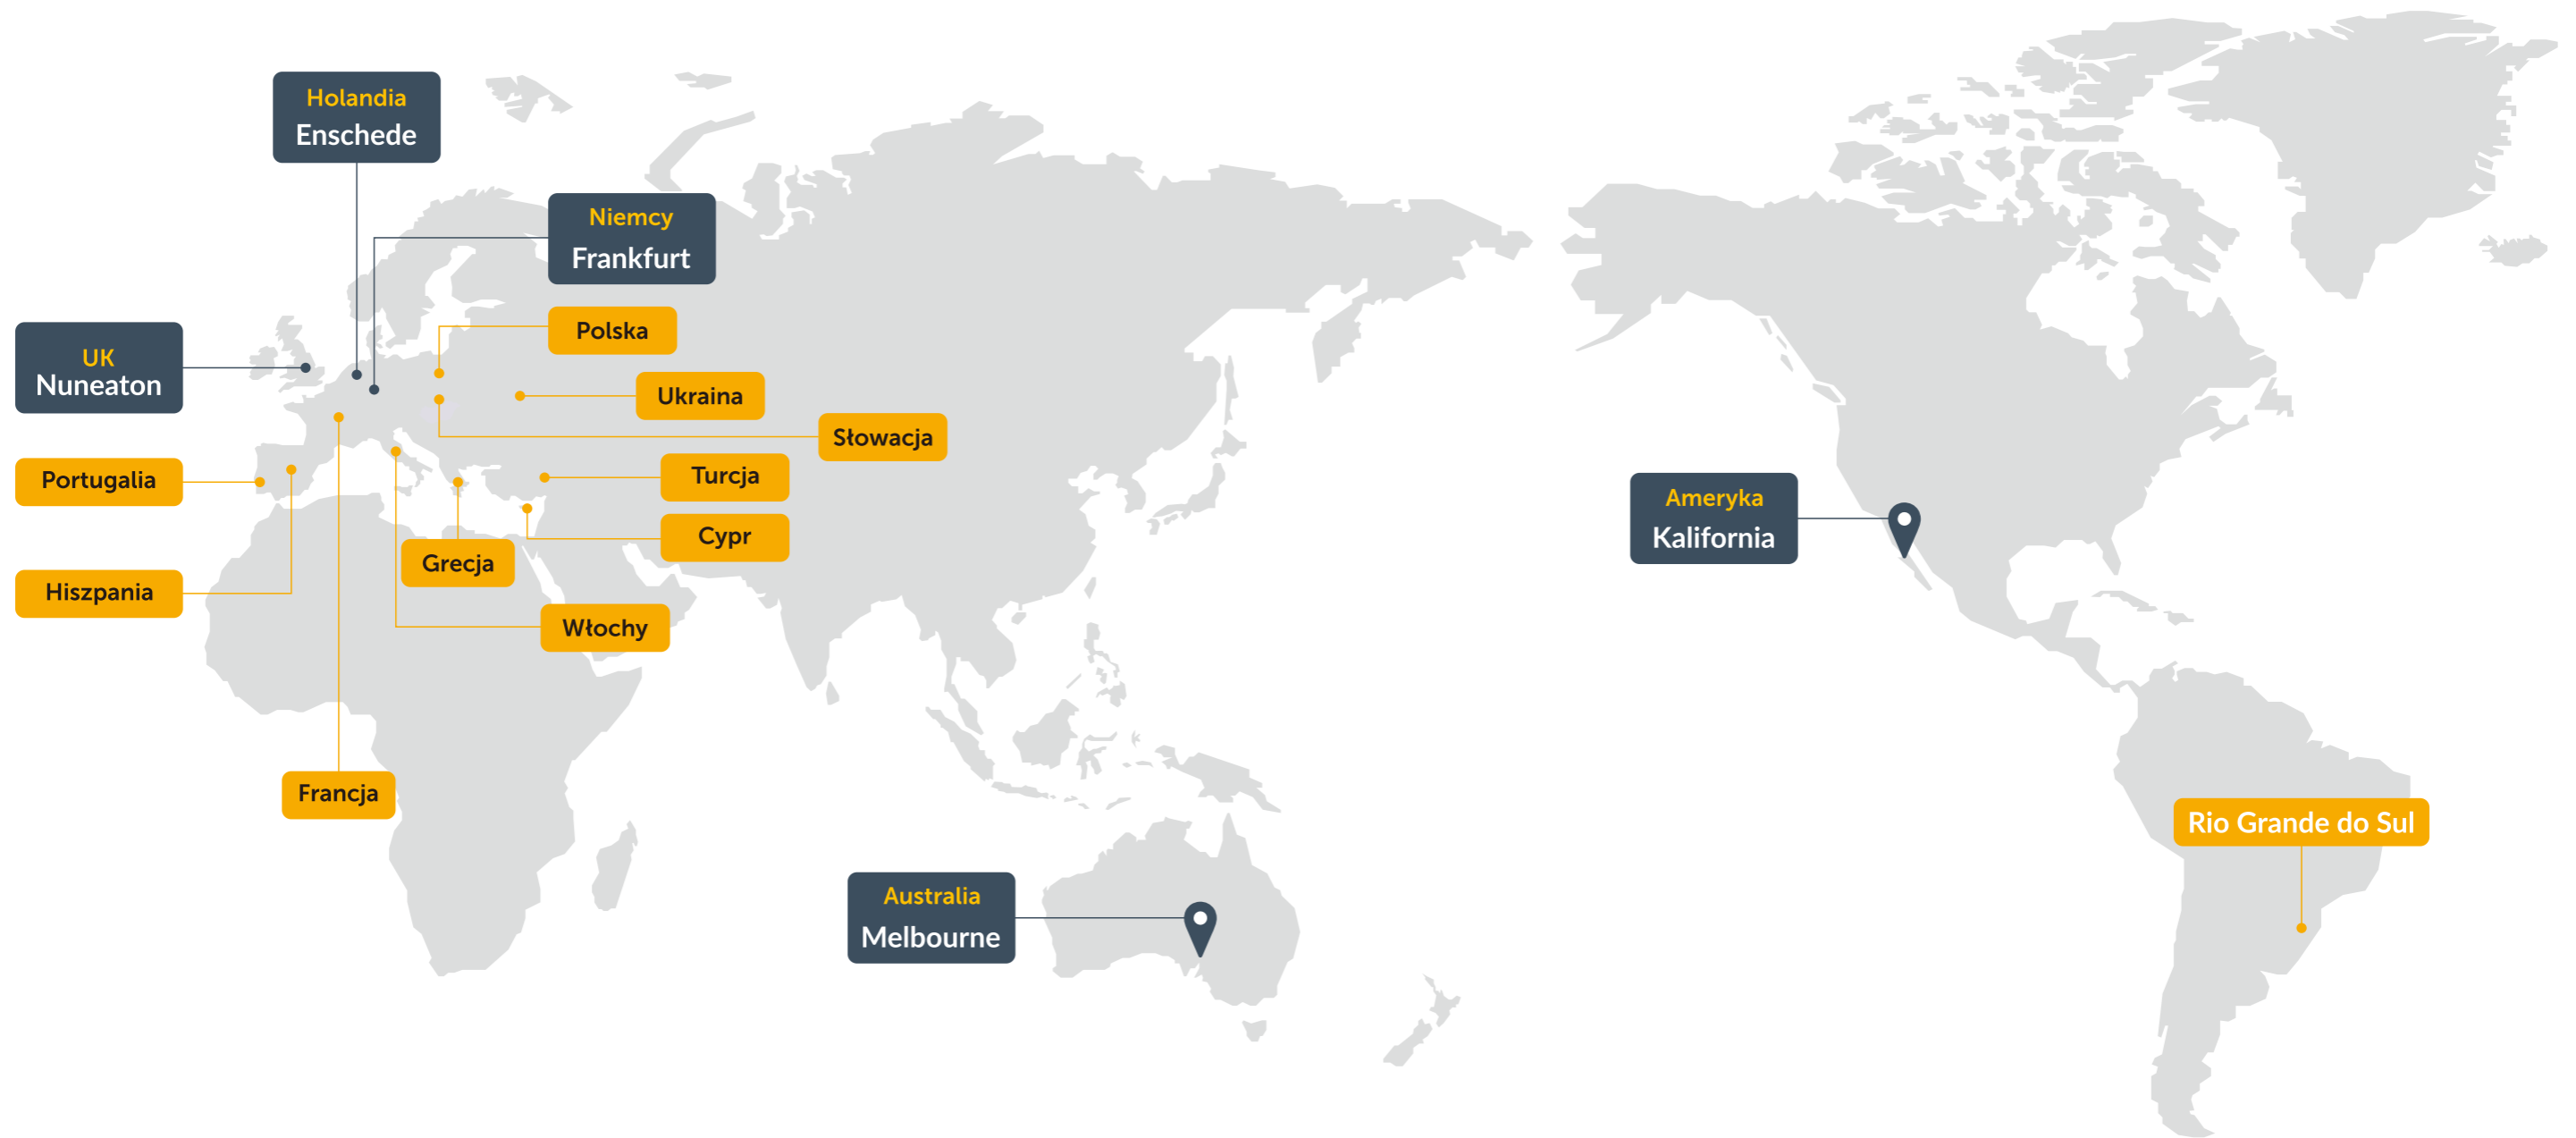 Holandia
Enschede
Niemcy
Frankfurt
Polska
UK
Nuneaton
Ukraina
Słowacja
Portugalia
Turcja
Ameryka
Kalifornia
Cypr
Grecja
Hiszpania
Włochy
Francja
Rio Grande do Sul
Australia
Melbourne